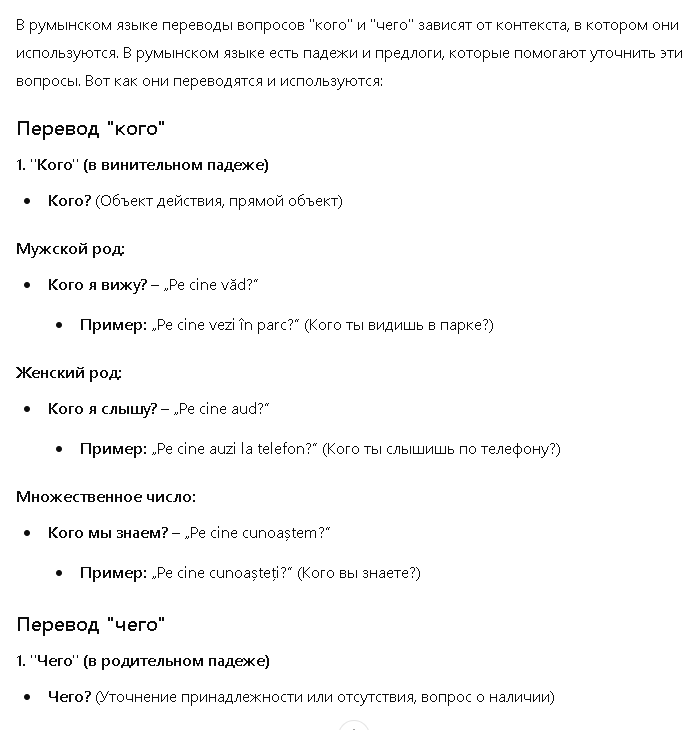 В румынском языке переводы вопросов "кого" и "чего" зависят от контекста, в котором они
используются. В румынском языке есть падежи и предлоги, которые помогают уточнить эти
вопросы. Вот как они переводятся и используются:
Перевод "кого"
1. "Кого" (в винительном падеже)
• Кого? (Объект действия, прямой объект)
Мужской род:
• Кого я вижу? – „Pe cine văd?“
• Пример: „Pe cine vezi în parc?“ (Кого ты видишь в парке?)
Женский род:
• Кого я слышу? – „Pe cine aud?“
• Пример: „Pe cine auzi la telefon?“ (Кого ты слышишь по телефону?)
Множественное число:
• Кого мы знаем? – „Pe cine cunoaștem?“
• Пример: „Pe cine cunoașteți?“ (Кого вы знаете?)
Перевод "чего"
1. "Чего" (в родительном падеже)
• Чего? (Уточнение принадлежности или отсутствия, вопрос о наличии)